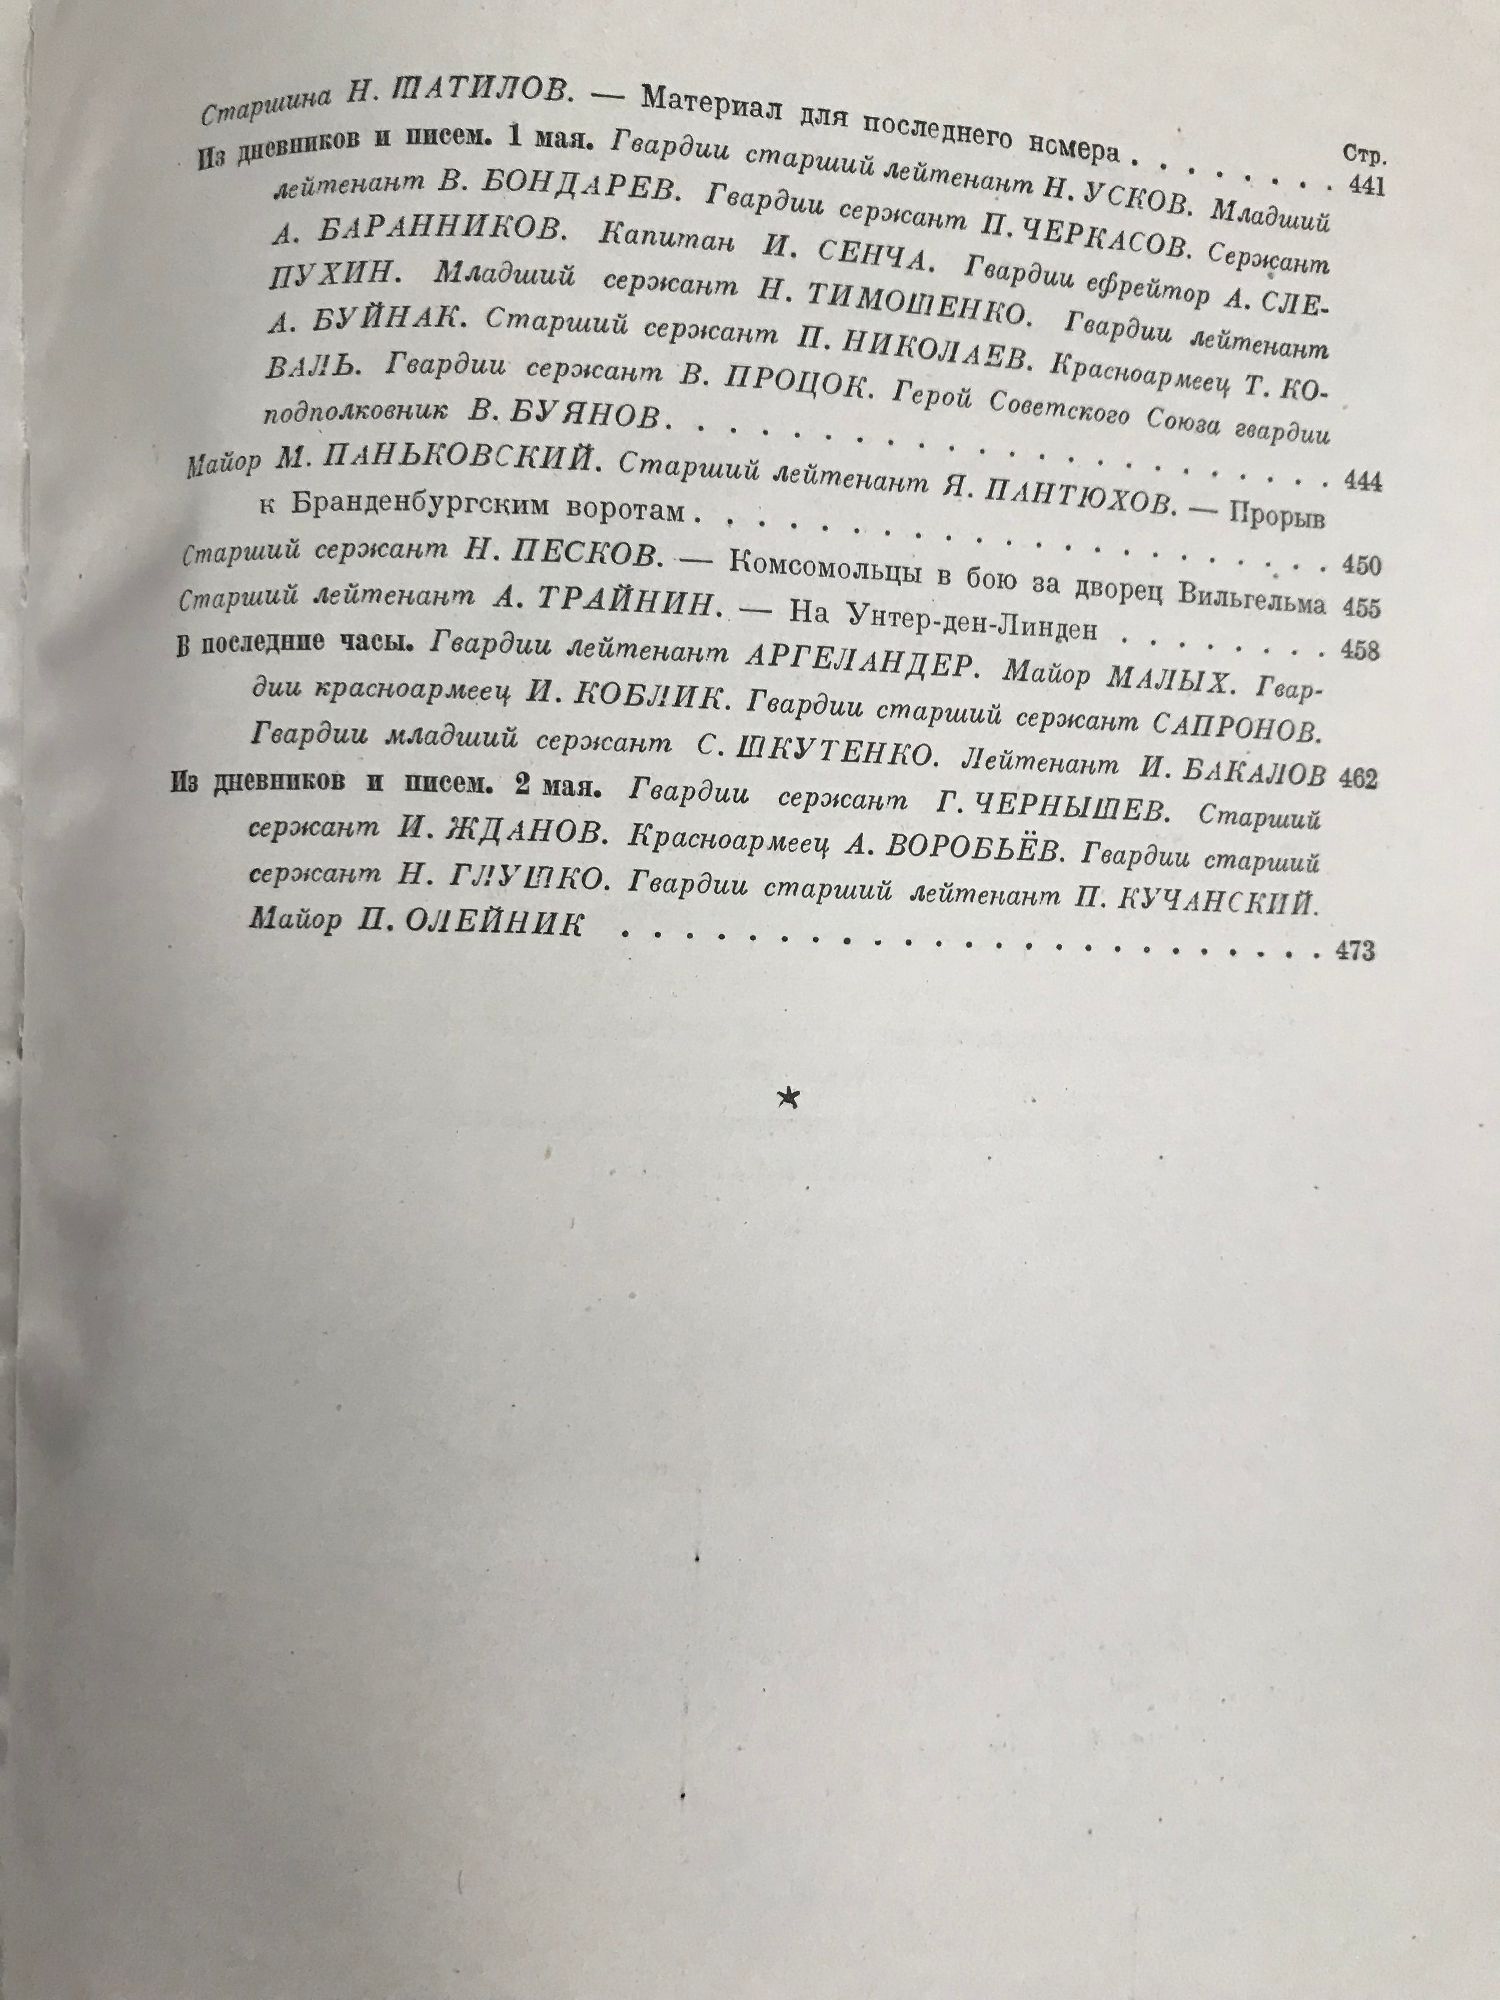 Стр.
Старшина Н. ШАТИЛОВ. — Материал для последнего номера . . . . . . . . 441
Из дневников и писем. 1 мая. Гвардии старший лейтенант Н. УСКОВ. Младший
лейтенант В. БОНДАРЕВ. Гвардии сержант П. ЧЕРКАСОВ. Сержант
А. БАРАННИКОВ. Капитан И. СЕНЧА. Гвардии ефрейтор А. СЛЕ-
ПУХИН. Младший сержант Н. ТИМОШЕНКО. Гвардии лейтенант
А. БУЙНАК. Старший сержант П. НИКОЛАЕВ. Красноармеец Т. КО-
ВАЛЬ. Гвардии сержант В. ПРОЦОК. Герой Советского Союза гвардии
подполковник В. БУЯНОВ. . . . . . . . . . . . . . . . . . . . . . 444
Майор М. ПАНЬКОВСКИЙ. Старший лейтенант Я. ПАНТЮХОВ. — Прорыв
к Бранденбургским воротам . . . . . . . . . . . . . . . . . . . . 450
Старший сержант Н. ПЕСКОВ. — Комсомольцы в бою за дворец Вильгельма 455
Старший лейтенант А. ТРАЙНИН. — На Унтер-ден-Линден . . . . . . . . 458
В последние часы. Гвардии лейтенант АРГЕЛАНДЕР. Майор МАЛЫХ. Гвар-
дии красноармеец И. КОБЛИК. Гвардии старший сержант САПРОНОВ.
Гвардии младший сержант С. ШКУТЕНКО. Лейтенант И. БАКАЛОВ 462
Из дневников и писем. 2 мая. Гвардии сержант Г. ЧЕРНЫШЕВ. Старший
сержант И. ЖДАНОВ. Красноармеец А. ВОРОБЬЁВ. Гвардии старший
сержант Н. ГЛУШКО. Гвардии старший лейтенант П. КУЧАНСКИЙ.
Майор П. ОЛЕЙНИК . . . . . . . . . . . . . . . . . . . . . . . 473